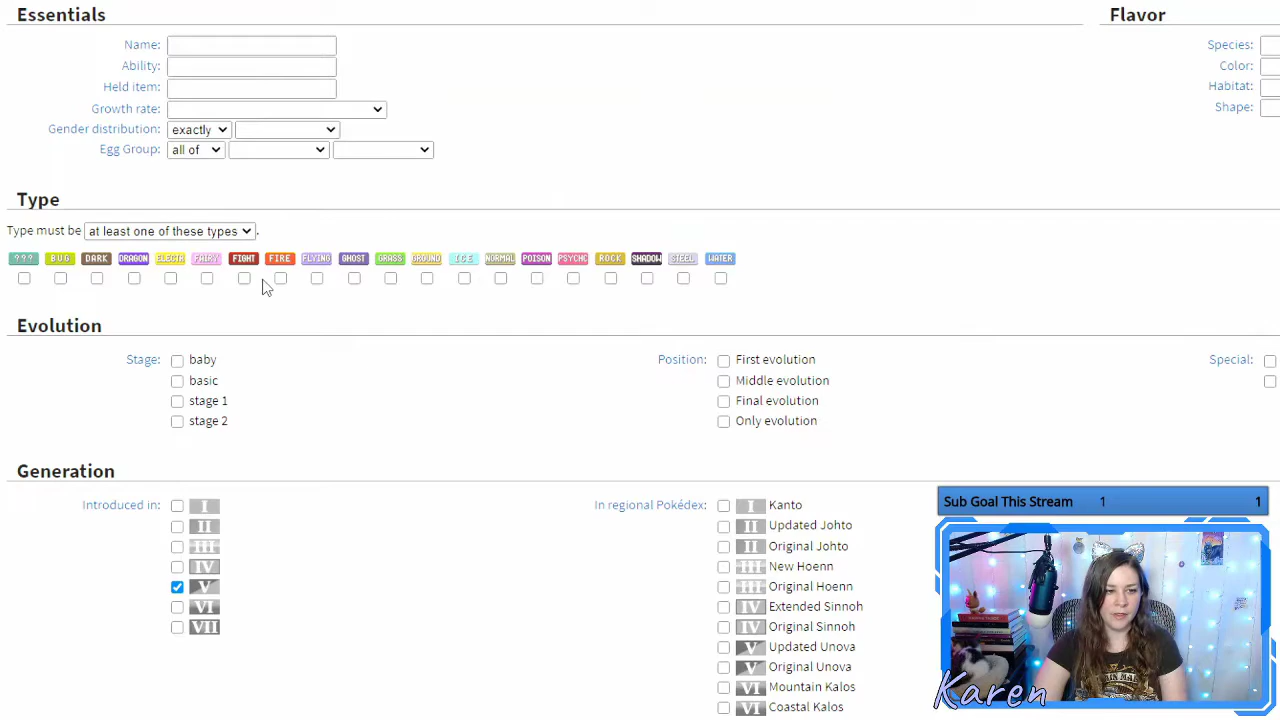 Essentials
Flavor
Name:
Ability:
Held item:
Growth rate:
Gender distribution: exactly
Egg Group: all of
Species:
Color:
Habitat:
Shape:
Type
Type must be at least one of these types .
??? BUG DARK DRAGON ELECTR FAIRY FIGHT FIRE FLYING GHOST GRASS GROUND ICE NORMAL POISON PSYCHC ROCK SHADOW STEEL WATER
Evolution
Stage: baby
basic
stage 1
stage 2
Position: First evolution
Middle evolution
Final evolution
Only evolution
Special:
Generation
Introduced in: I
II
III
IV
V
VI
VII
In regional Pokédex: I Kanto
II Updated Johto
II Original Johto
III New Hoenn
III Original Hoenn
IV Extended Sinnoh
IV Original Sinnoh
V Updated Unova
V Original Unova
VI Mountain Kalos
VI Coastal Kalos
Sub Goal This Stream 1 1
Karen